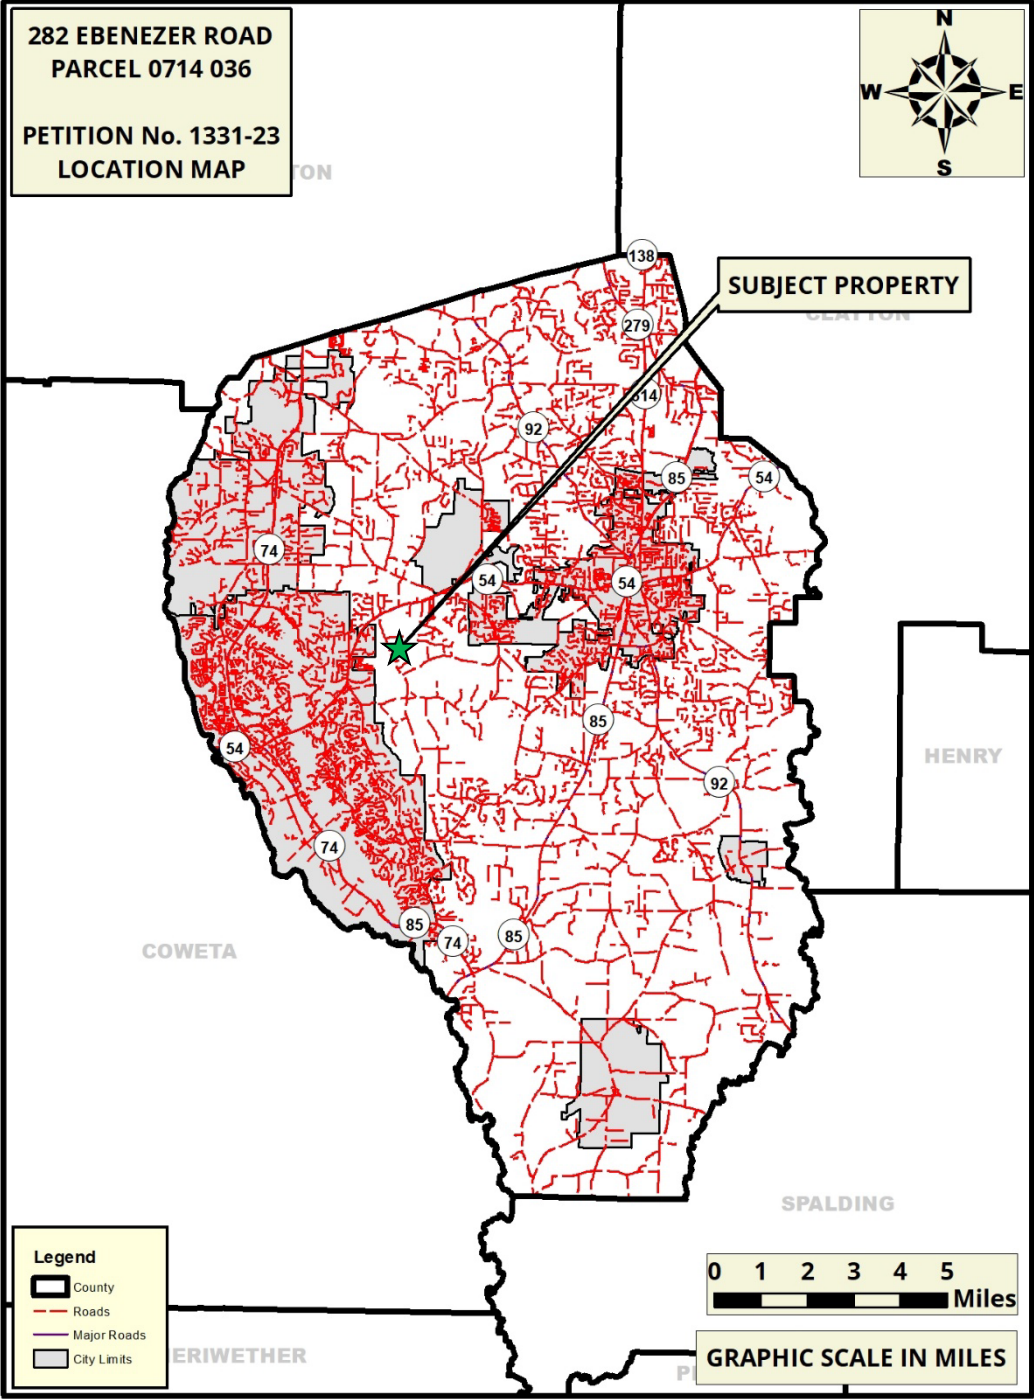 282 EBENEZER ROAD
PARCEL 0714 036
PETITION No. 1331-23
LOCATION MAP
TON
N
W
E
S
138
SUBJECT PROPERTY
CLAYTON
279
314
92
85
54
74
54
54
85
54
92
HENRY
74
85
74
85
COWETA
SPALDING
Legend
County
Roads
Major Roads
City Limits
ERIWETHER
0 1 2 3 4 5
Miles
GRAPHIC SCALE IN MILES